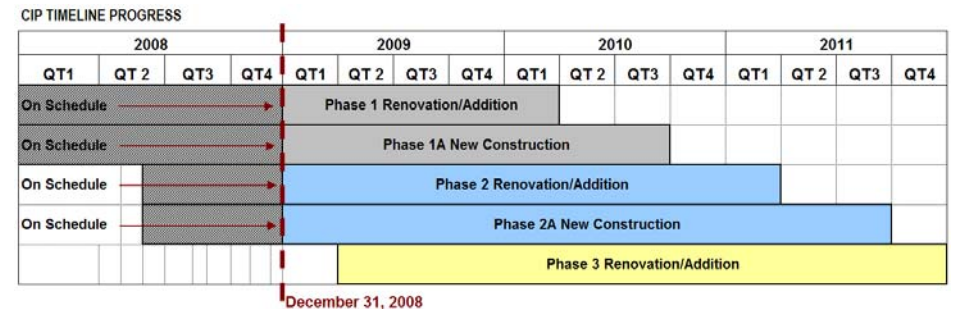 CIP TIMELINE PROGRESS
2008 2009 2010 2011
QT1 QT 2 QT3 QT4 QT1 QT 2 QT3 QT4 QT1 QT 2 QT3 QT4 QT1 QT 2 QT3 QT4
On Schedule Phase 1 Renovation/Addition
On Schedule Phase 1A New Construction
On Schedule Phase 2 Renovation/Addition
On Schedule Phase 2A New Construction
Phase 3 Renovation/Addition
December 31, 2008